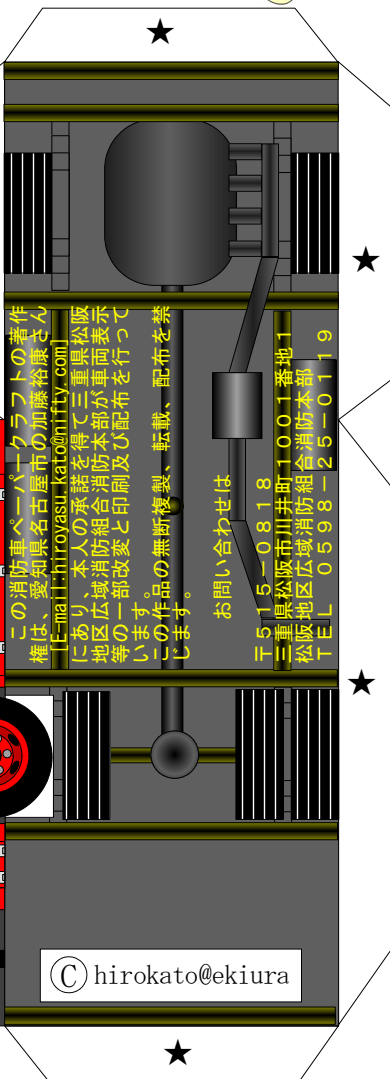 この消防車ペーパークラフトの著作
権は、愛知県名古屋市の加藤裕康さん
[E-mail:hiroyasu.kato@nifty.com]
にあり、本人の承諾を得て三重県松阪
地区広域消防組合消防本部が車両表示
等の一部改変と印刷及び配布を行って
います。
この作品の無断複製、転載、配布を禁
じます。
お問い合わせは
〒515-0818
三重県松阪市川井町1001番地1
松阪地区広域消防組合消防本部
TEL 0598-25-0119
Ⓒhirokato@ekiura